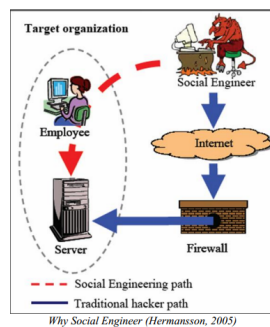 Target organization
Social Engineer
Employee
Internet
Server
Firewall
Social Engineering path
Traditional hacker path
Why Social Engineer (Hermansson, 2005)